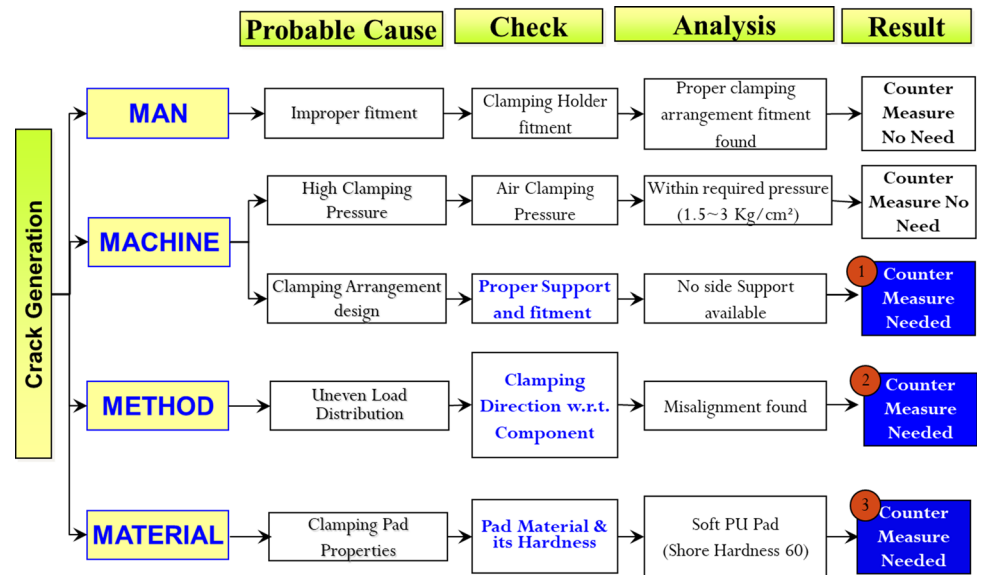 Probable Cause
Check
Analysis
Result
Crack Generation
MAN
Improper fitment
Clamping Holder
fitment
Proper clamping
arrangement fitment
found
Counter
Measure
No Need
MACHINE
High Clamping
Pressure
Air Clamping
Pressure
Within required pressure
(1.5~3 Kg/cm²)
Counter
Measure No
Need
Clamping Arrangement
design
Proper Support
and fitment
No side Support
available
1
Counter
Measure
Needed
METHOD
Uneven Load
Distribution
Clamping
Direction w.r.t.
Component
Misalignment found
2
Counter
Measure
Needed
MATERIAL
Clamping Pad
Properties
Pad Material &
its Hardness
Soft PU Pad
(Shore Hardness 60)
3
Counter
Measure
Needed